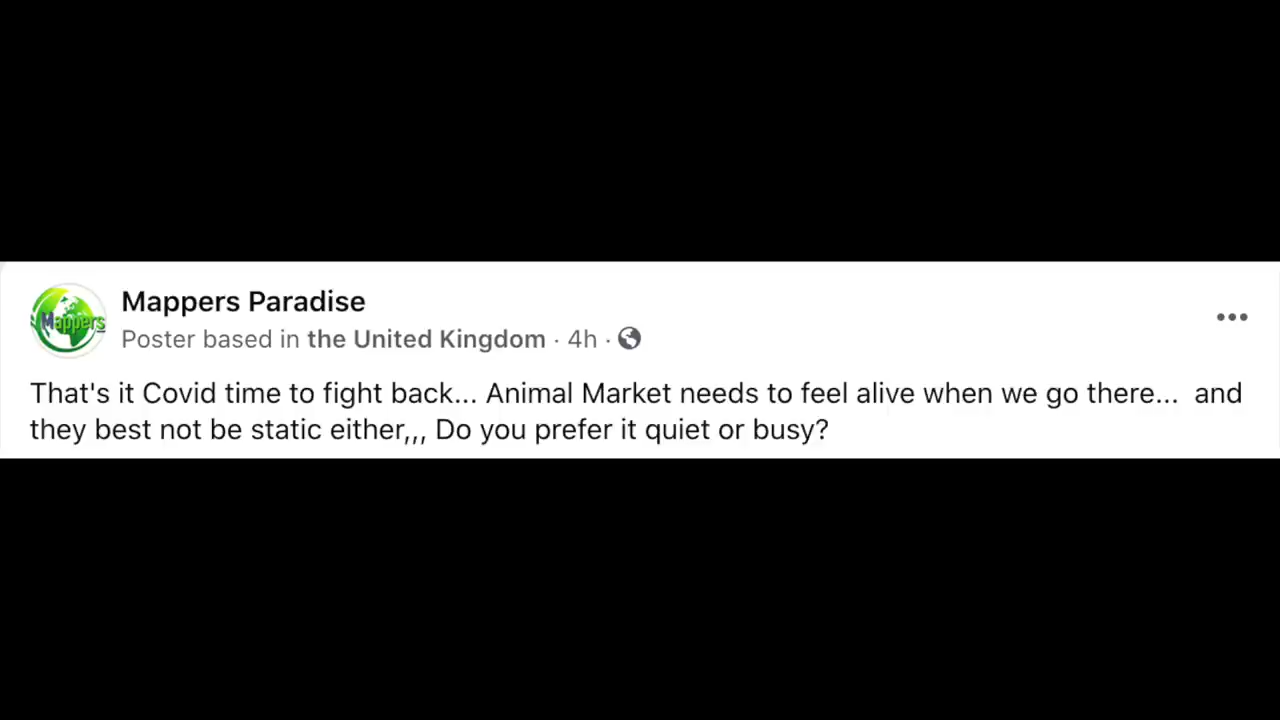 Mappers
Mappers Paradise
Poster based in the United Kingdom · 4h ·
That's it Covid time to fight back... Animal Market needs to feel alive when we go there... and
they best not be static either,,, Do you prefer it quiet or busy?